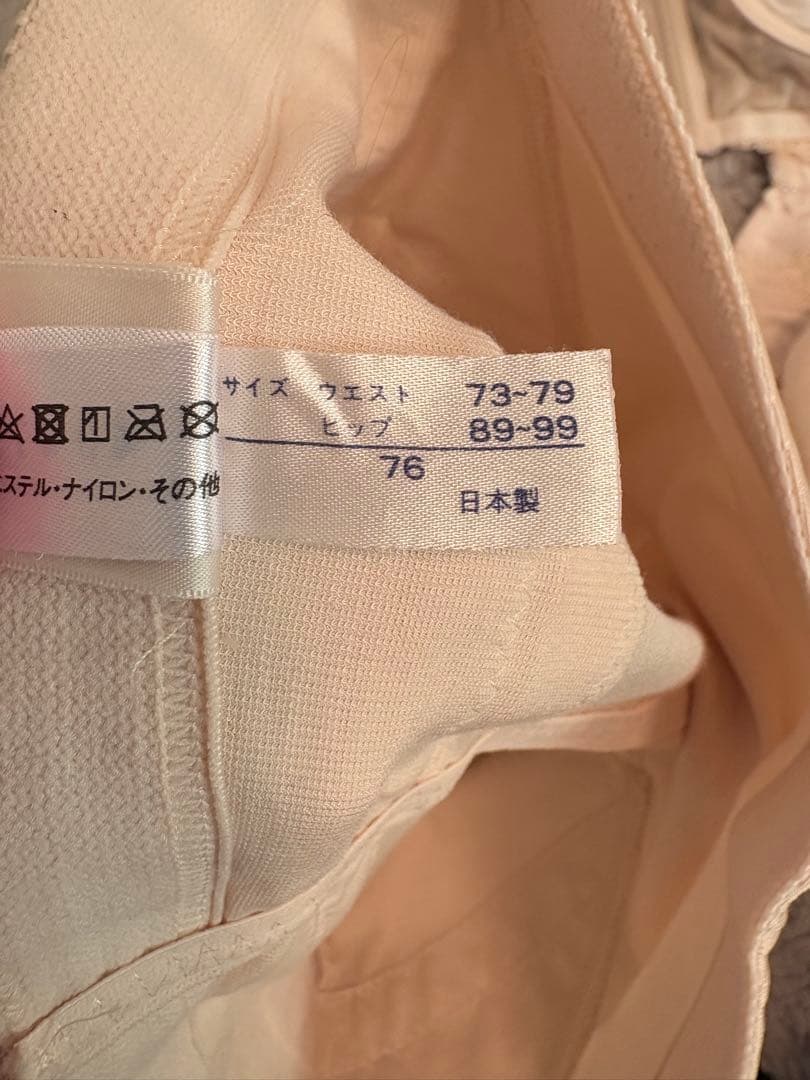 サイズ ウエスト 73~79
ヒップ 89~99
76
日本製
エステル・ナイロン・その他